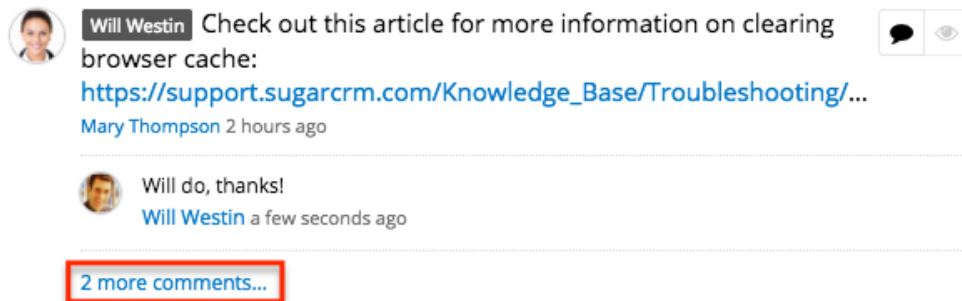 Will Westin Check out this article for more information on clearing
browser cache:
https://support.sugarcrm.com/Knowledge_Base/Troubleshooting/...
Mary Thompson 2 hours ago
Will do, thanks!
Will Westin a few seconds ago
2 more comments...